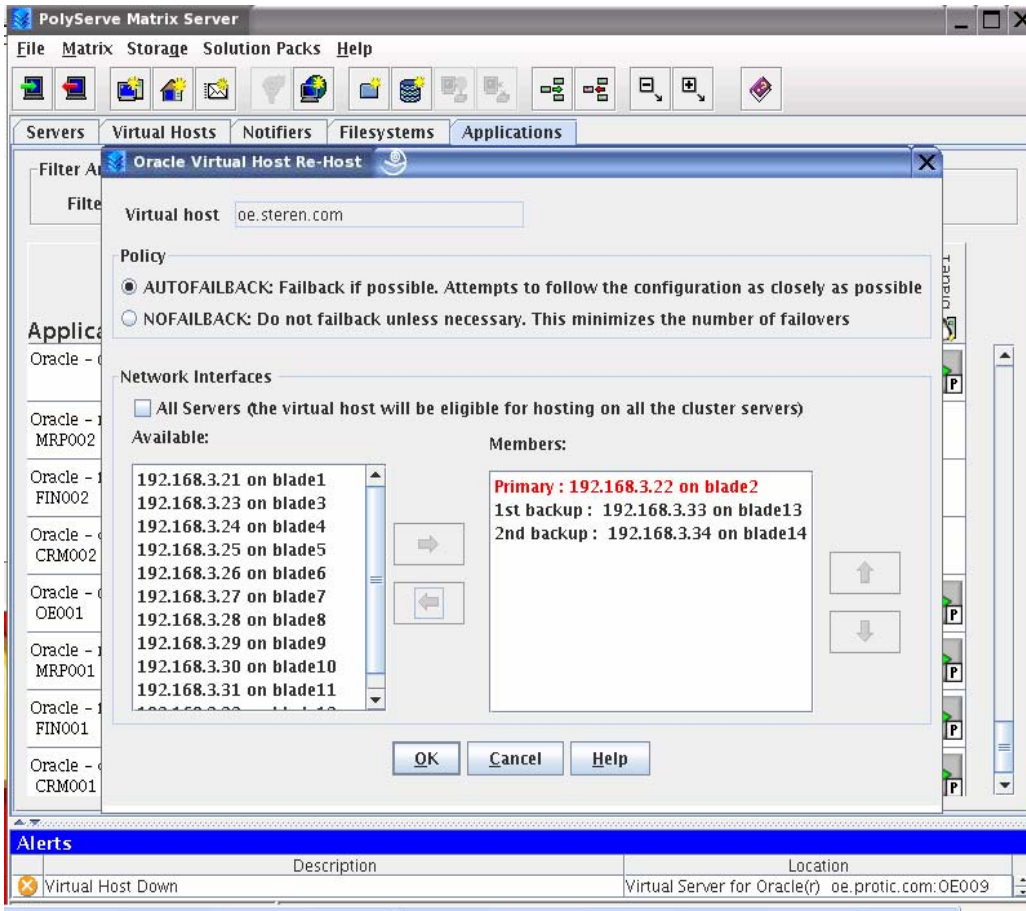 PolyServe Matrix Server
File Matrix Storage Solution Packs Help
Servers Virtual Hosts Notifiers Filesystems Applications
Oracle Virtual Host Re-Host
Virtual host oe.steren.com
Policy
AUTOFAILBACK: Failback if possible. Attempts to follow the configuration as closely as possible
NOFAILBACK: Do not failback unless necessary. This minimizes the number of failovers
Network Interfaces
All Servers (the virtual host will be eligible for hosting on all the cluster servers)
Available:
192.168.3.21 on blade1
192.168.3.23 on blade3
192.168.3.24 on blade4
192.168.3.25 on blade5
192.168.3.26 on blade6
192.168.3.27 on blade7
192.168.3.28 on blade8
192.168.3.29 on blade9
192.168.3.30 on blade10
192.168.3.31 on blade11
Members:
Primary : 192.168.3.22 on blade2
1st backup : 192.168.3.33 on blade13
2nd backup : 192.168.3.34 on blade14
OK Cancel Help
Filter
Filte
Applica
Oracle -
Oracle -
MRP002
Oracle -
FIN002
Oracle -
CRM002
Oracle -
OE001
Oracle -
MRP001
Oracle -
FIN001
Oracle -
CRM001
P
P
P
P
P
Alerts
Description Location
Virtual Host Down Virtual Server for Oracle(r) oe.protic.com:OE009